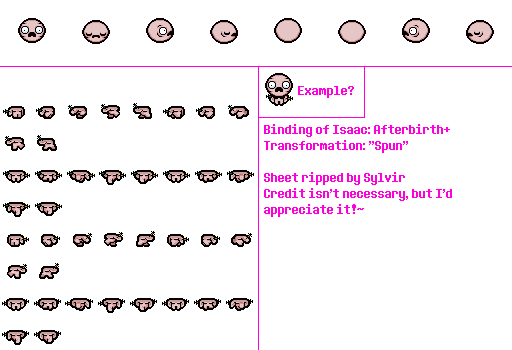 Example?
Binding of Isaac: Afterbirth+
Transformation: "Spun"
Sheet ripped by Sylvir
Credit isn't necessary, but I'd
appreciate it!~